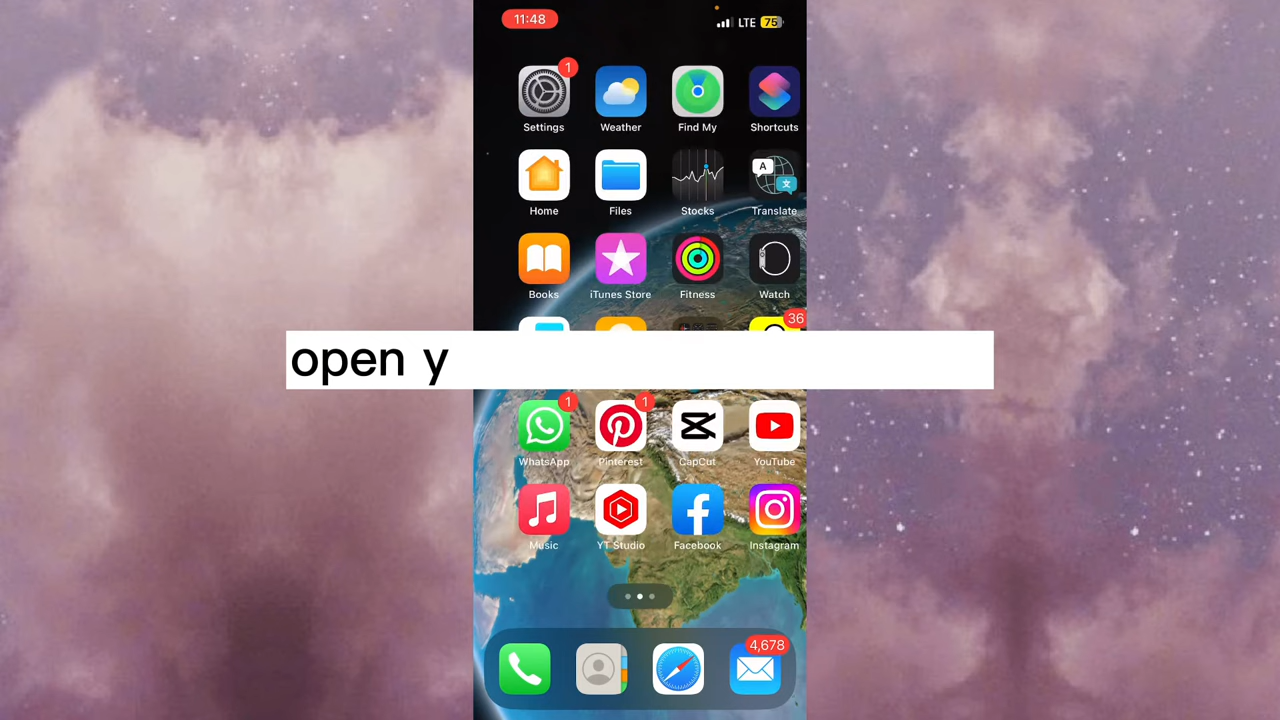 11:48
LTE 75
1
Settings Weather Find My Shortcuts
A 文
Home Files Stocks Translate
Books iTunes Store Fitness Watch
36
open y
1 1
WhatsApp Pinterest CapCut YouTube
Music YT Studio Facebook Instagram
4,678